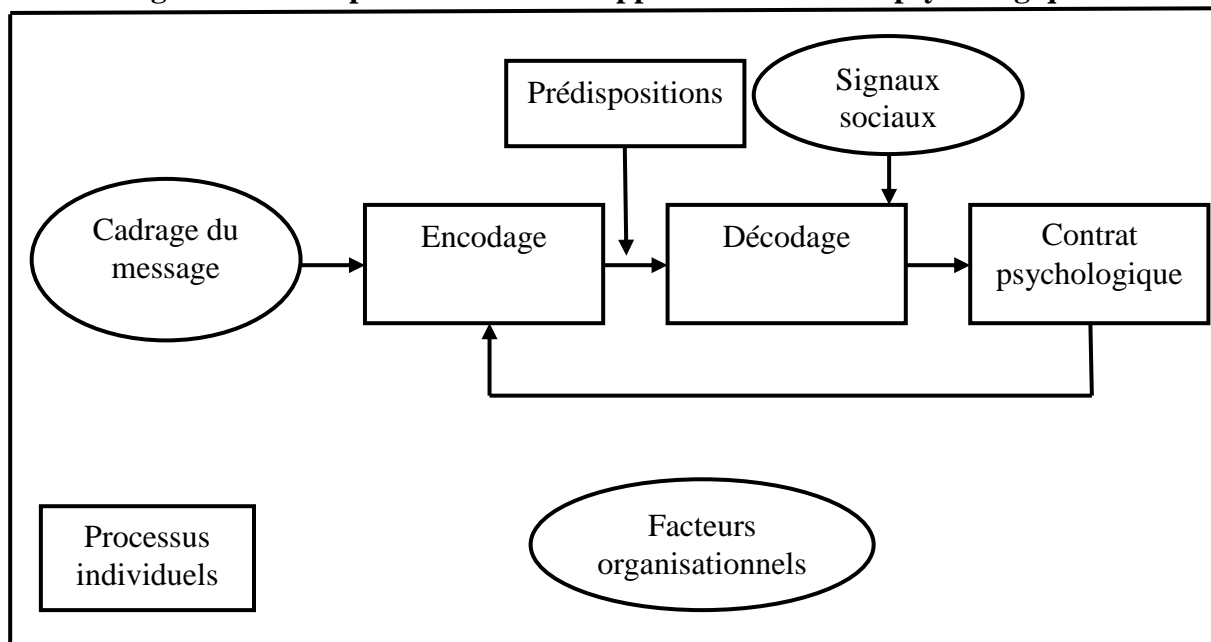 Prédispositions
Signaux
sociaux
Cadrage du
message
Encodage
Décodage
Contrat
psychologique
Processus
individuels
Facteurs
organisationnels